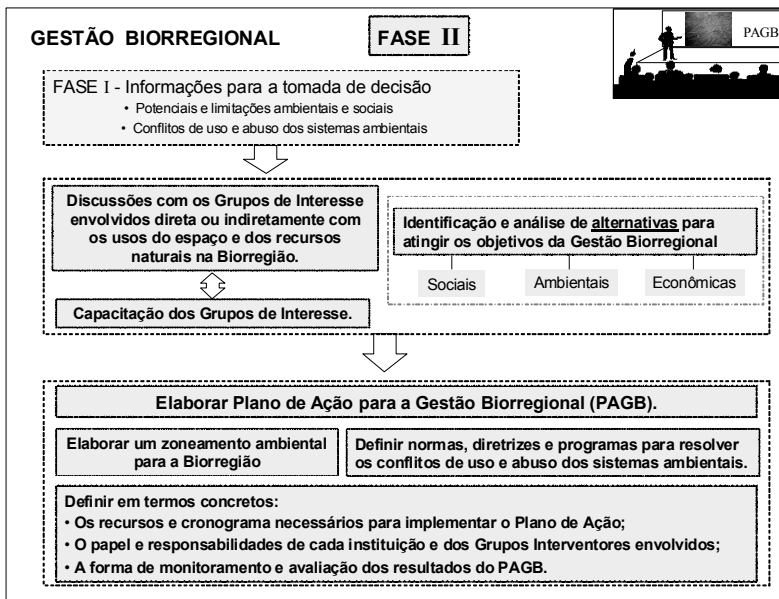 GESTÃO BIORREGIONAL
FASE II
PAGB
FASE I - Informações para a tomada de decisão
• Potenciais e limitações ambientais e sociais
• Conflitos de uso e abuso dos sistemas ambientais
Discussões com os Grupos de Interesse
envolvidos direta ou indiretamente com
os usos do espaço e dos recursos
naturais na Biorregião.
Capacitação dos Grupos de Interesse.
Identificação e análise de alternativas para
atingir os objetivos da Gestão Biorregional
Sociais
Ambientais
Econômicas
Elaborar Plano de Ação para a Gestão Biorregional (PAGB).
Elaborar um zoneamento ambiental
para a Biorregião
Definir normas, diretrizes e programas para resolver
os conflitos de uso e abuso dos sistemas ambientais.
Definir em termos concretos:
• Os recursos e cronograma necessários para implementar o Plano de Ação;
• O papel e responsabilidades de cada instituição e dos Grupos Interventores envolvidos;
• A forma de monitoramento e avaliação dos resultados do PAGB.